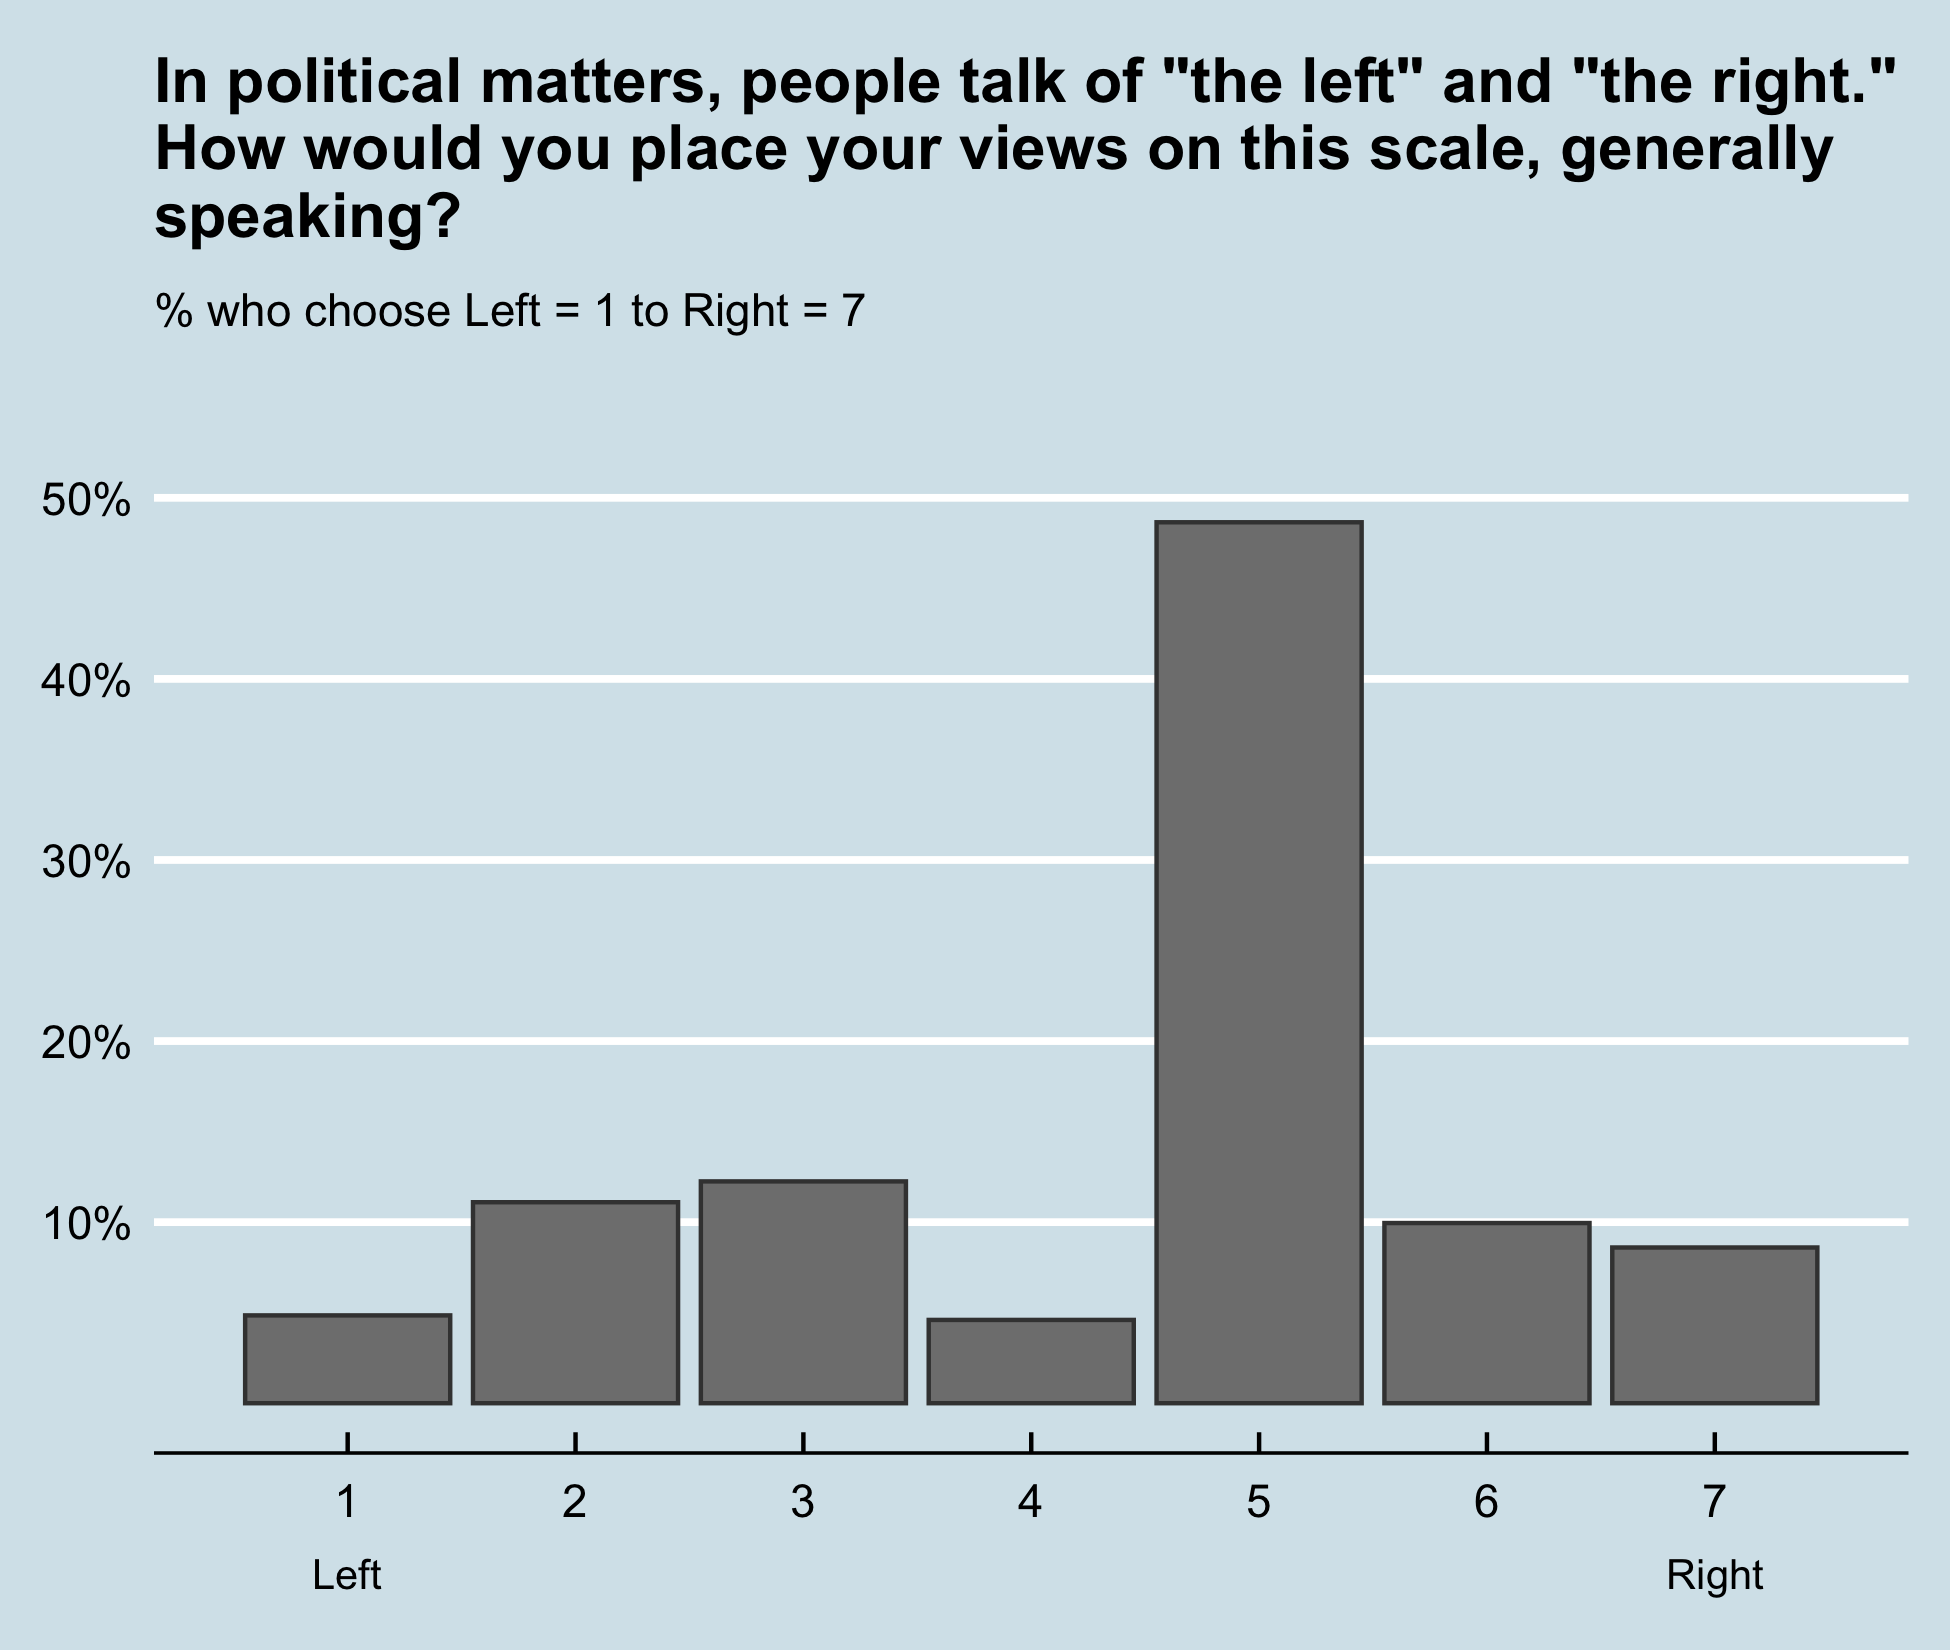 In political matters, people talk of "the left" and "the right."
How would you place your views on this scale, generally
speaking?
% who choose Left = 1 to Right = 7
50%
40%
30%
20%
10%
1 2 3 4 5 6 7
Left Right